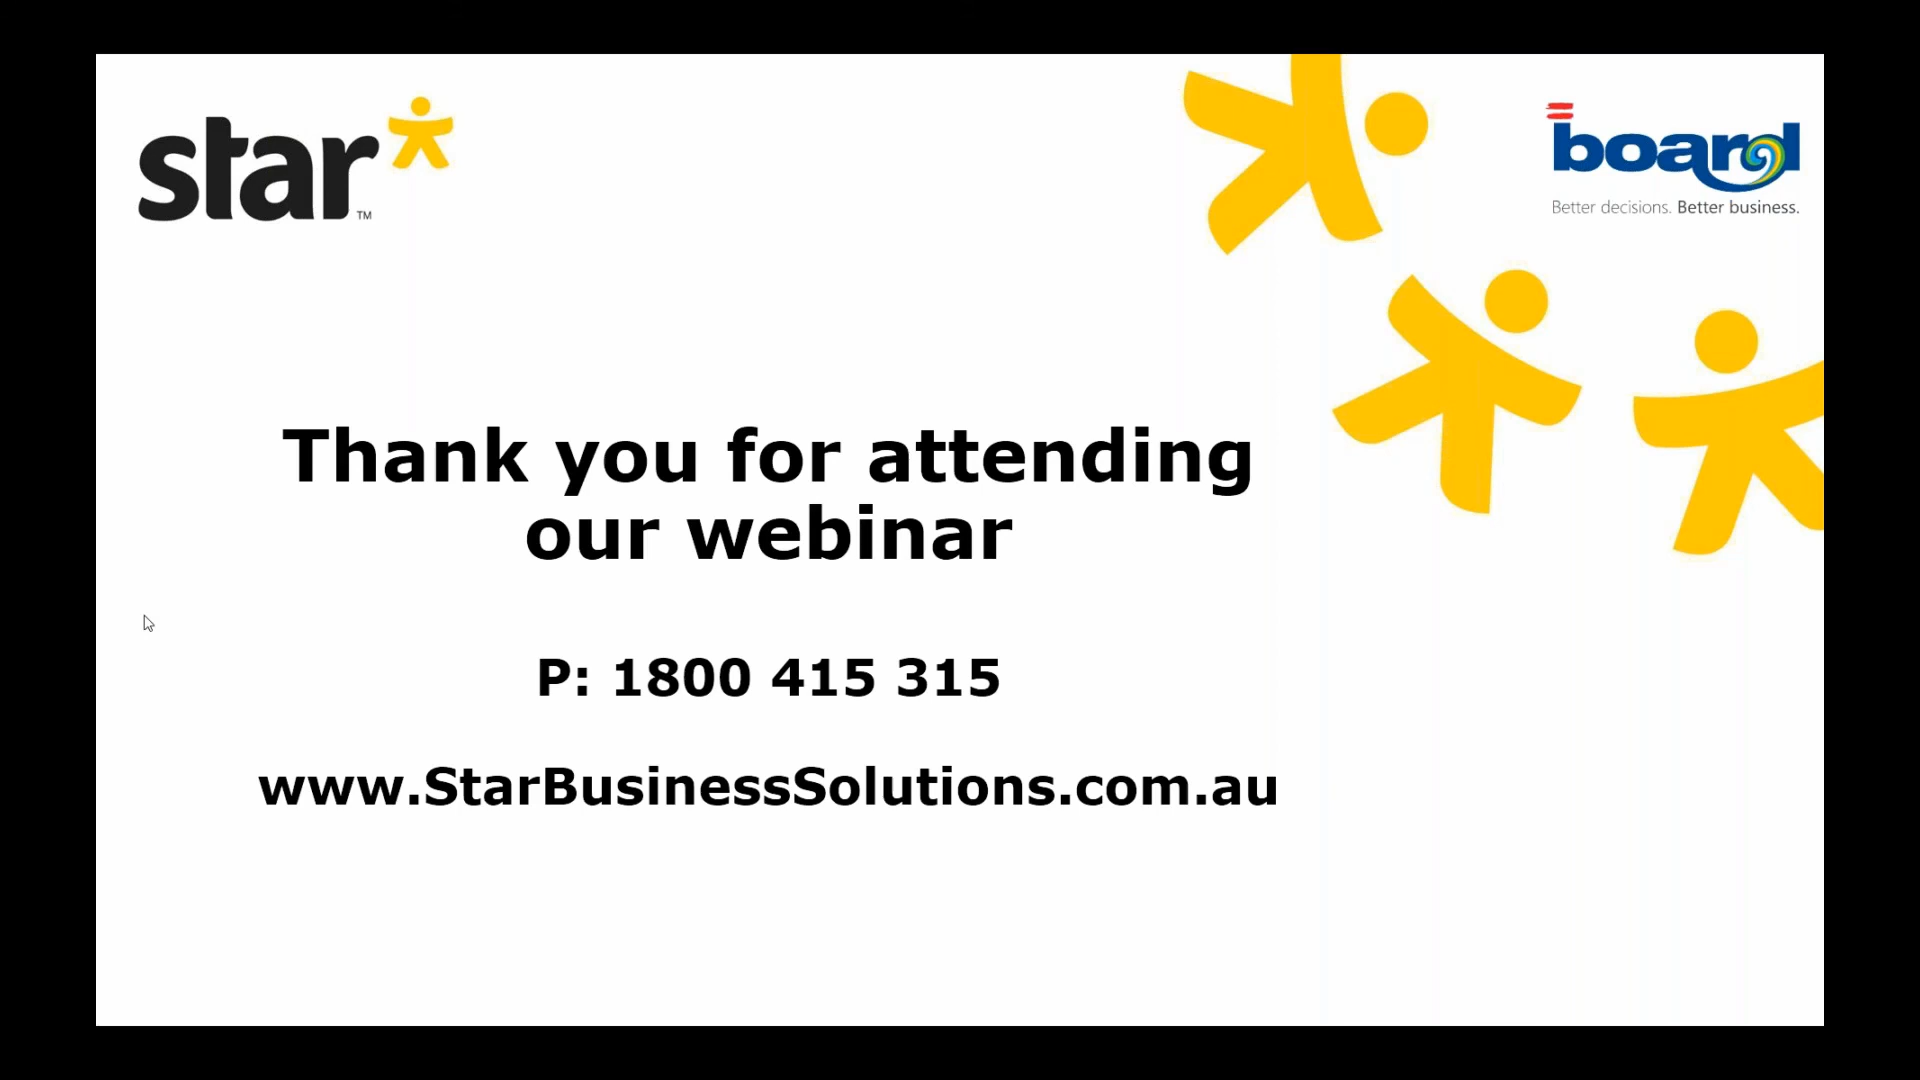 star
TM
board
Better decisions. Better business.
Thank you for attending
our webinar
P: 1800 415 315
www.StarBusinessSolutions.com.au